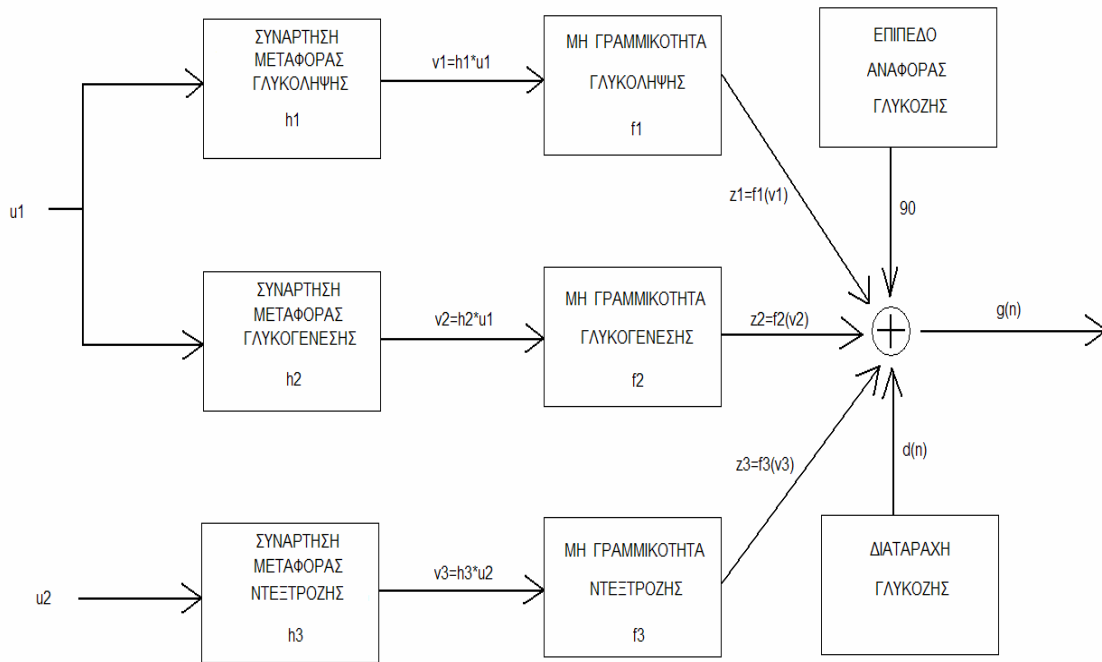 ΣΥΝΑΡΤΗΣΗ
ΜΕΤΑΦΟΡΑΣ
ΓΛΥΚΟΛΗΨΗΣ
h1
v1=h1*u1
ΜΗ ΓΡΑΜΜΙΚΟΤΗΤΑ
ΓΛΥΚΟΛΗΨΗΣ
f1
ΕΠΙΠΕΔΟ
ΑΝΑΦΟΡΑΣ
ΓΛΥΚΟΖΗΣ
z1=f1(v1)
90
u1
ΣΥΝΑΡΤΗΣΗ
ΜΕΤΑΦΟΡΑΣ
ΓΛΥΚΟΓΕΝΕΣΗΣ
h2
v2=h2*u1
ΜΗ ΓΡΑΜΜΙΚΟΤΗΤΑ
ΓΛΥΚΟΓΕΝΕΣΗΣ
f2
z2=f2(v2)
g(n)
z3=f3(v3)
d(n)
u2
ΣΥΝΑΡΤΗΣΗ
ΜΕΤΑΦΟΡΑΣ
ΝΤΕΞΤΡΟΖΗΣ
h3
v3=h3*u2
ΜΗ ΓΡΑΜΜΙΚΟΤΗΤΑ
ΝΤΕΞΤΡΟΖΗΣ
f3
ΔΙΑΤΑΡΑΧΗ
ΓΛΥΚΟΖΗΣ